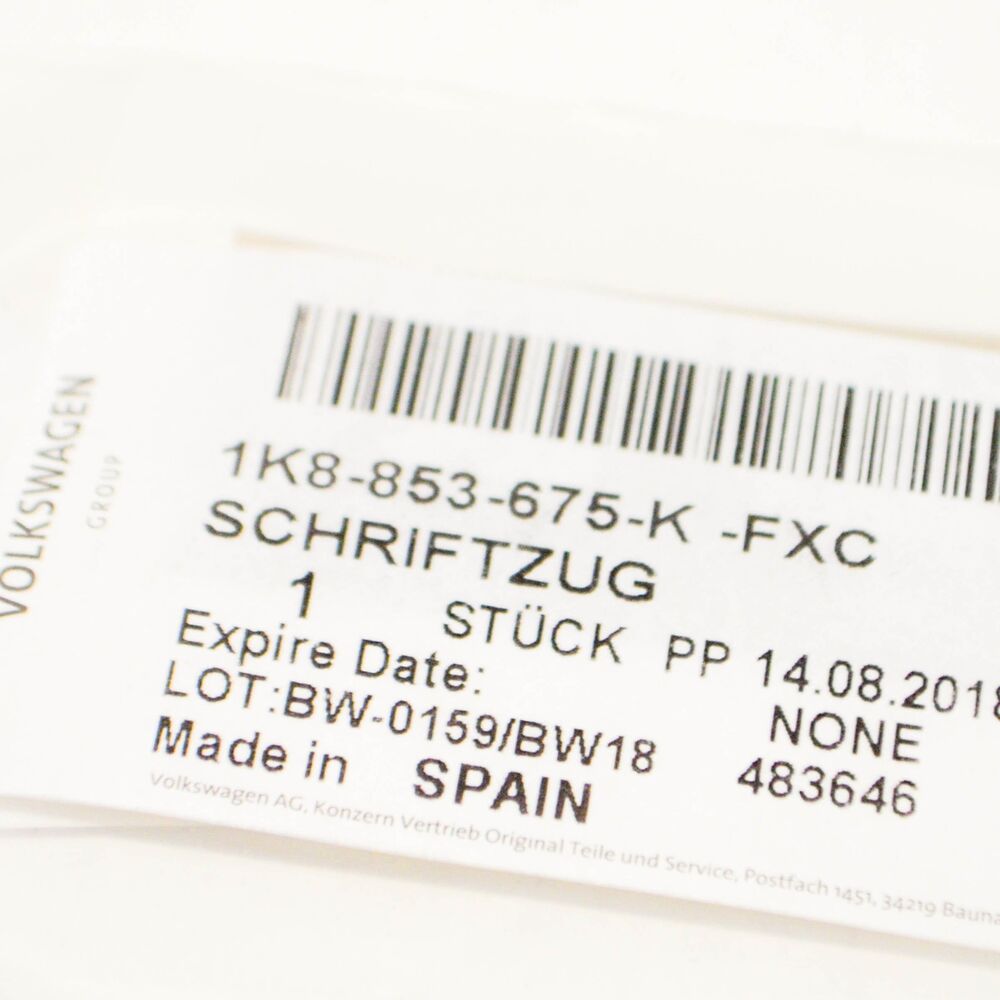 VOLKSWAGEN
GROUP
1K8-853-675-K -FXC
SCHRIFTZUG
1 STÜCK PP 14.08.2018
Expire Date: NONE
LOT:BW-0159/BW18 483646
Made in SPAIN
Volkswagen AG, Konzern Vertrieb Original Teile und Service, Postfach 1451, 34219 Bauna